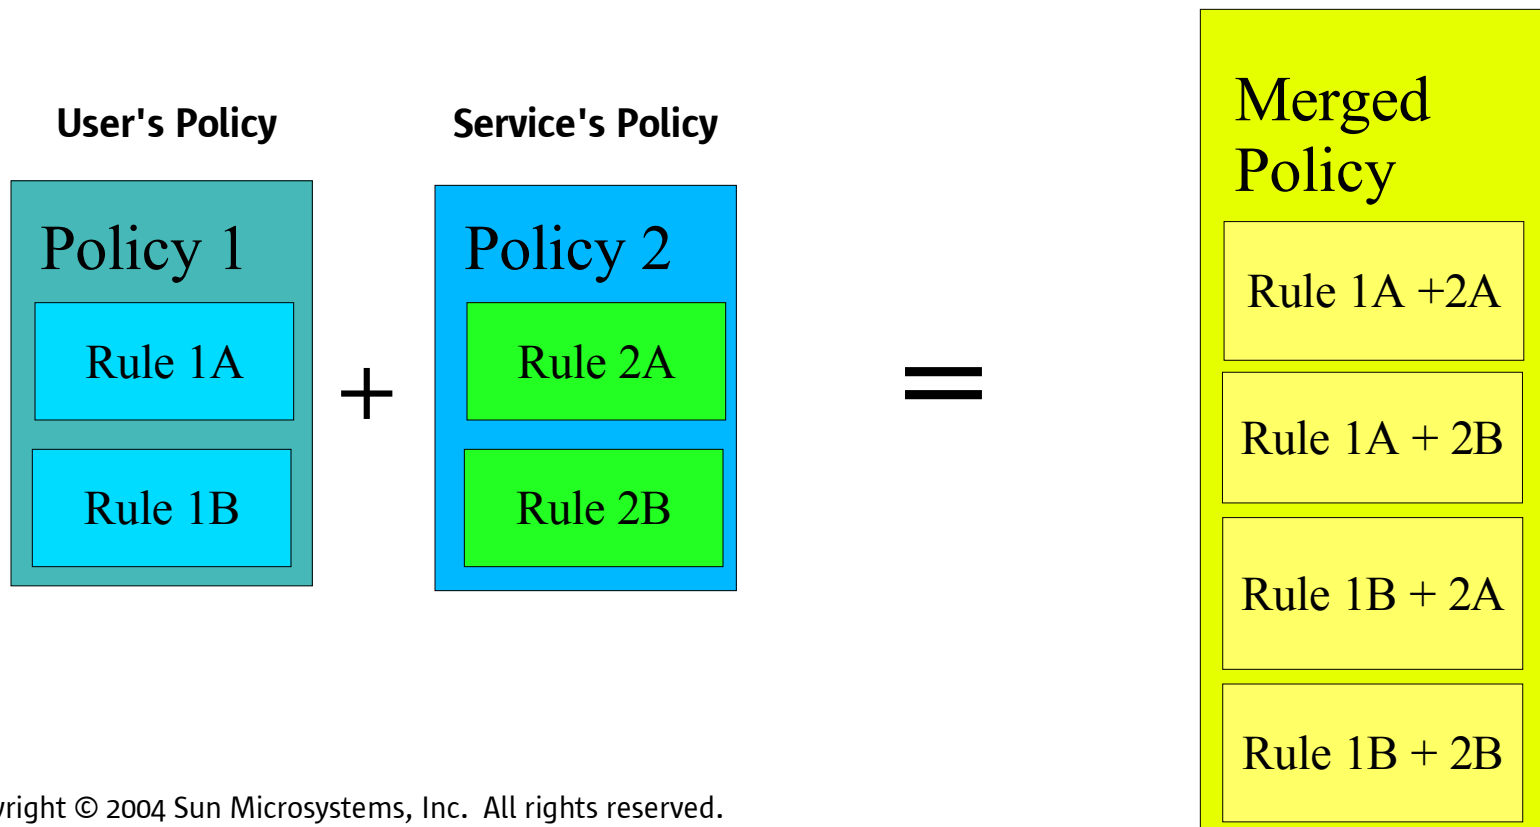 User's Policy
Policy 1
Rule 1A
Rule 1B
+
Service's Policy
Policy 2
Rule 2A
Rule 2B
=
Merged
Policy
Rule 1A +2A
Rule 1A + 2B
Rule 1B + 2A
Rule 1B + 2B
yright © 2004 Sun Microsystems, Inc. All rights reserved.